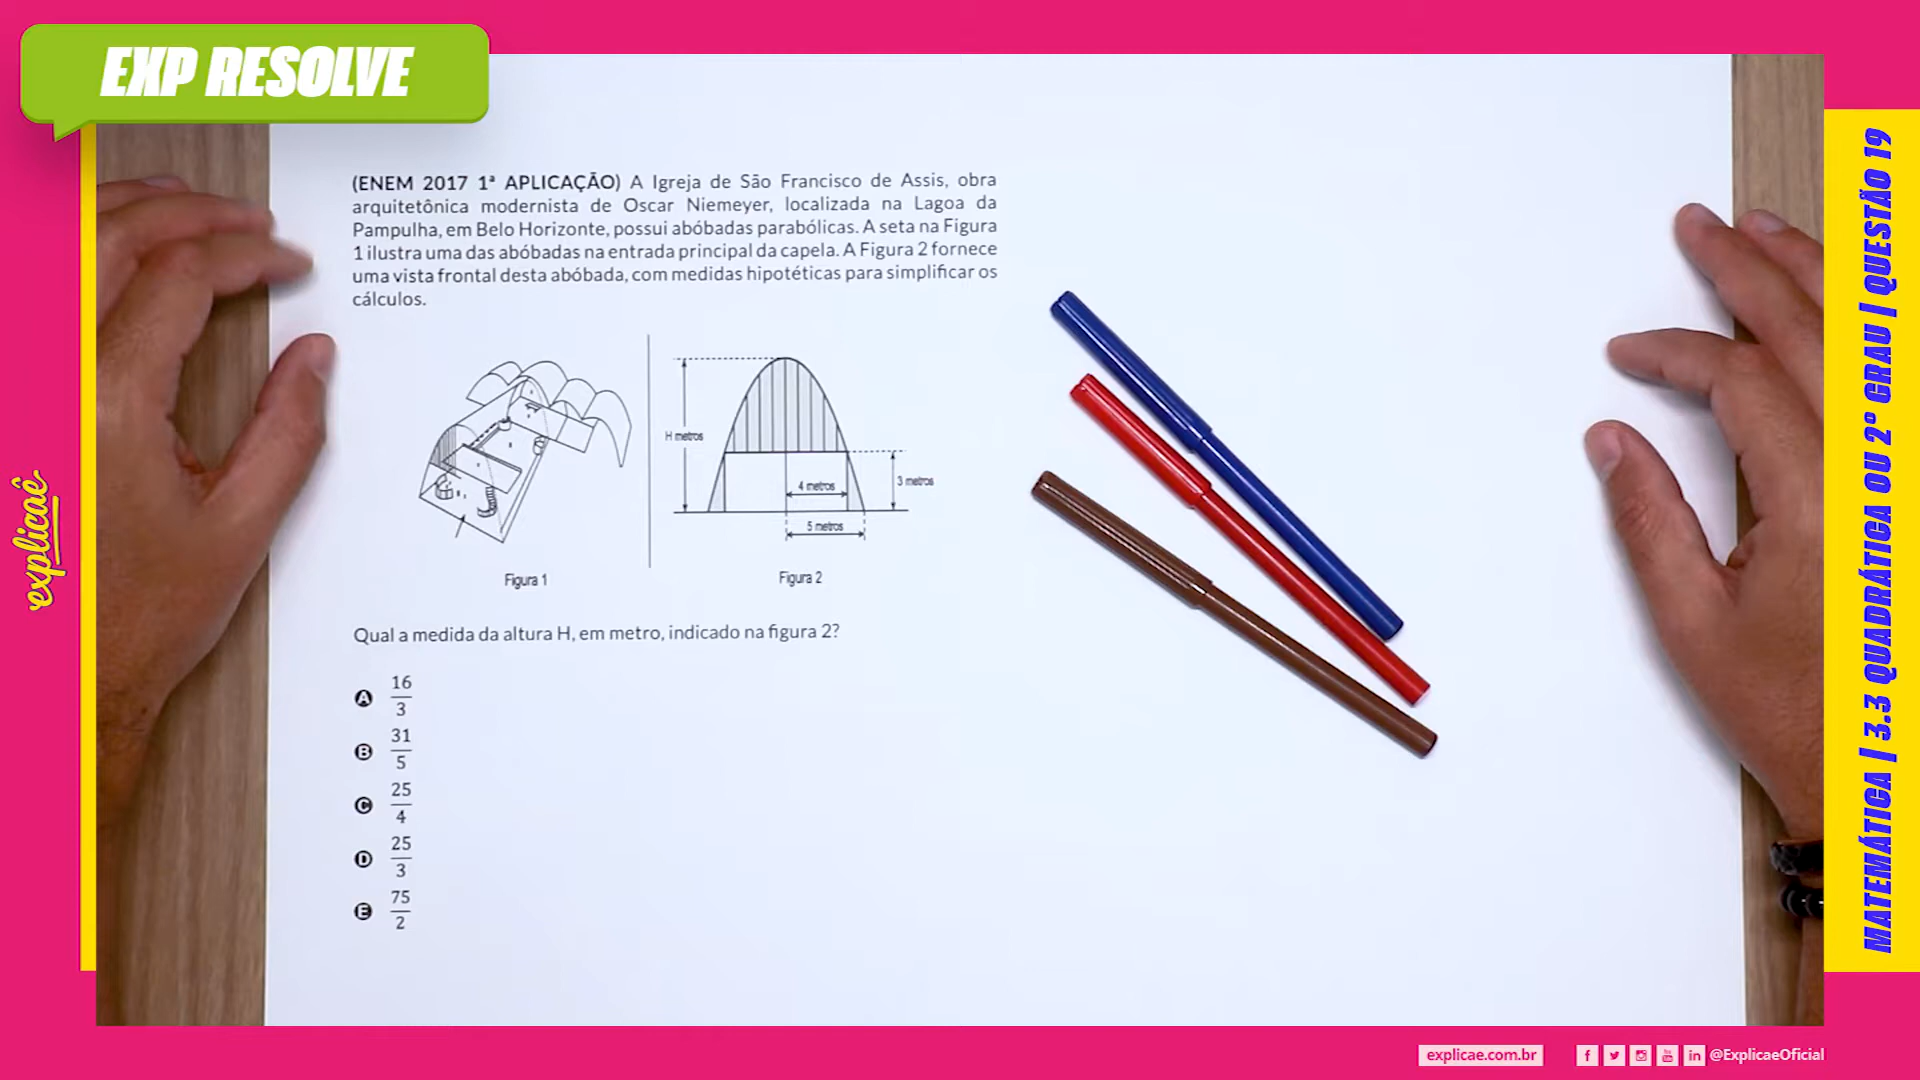 EXP RESOLVE
(ENEM 2017 1ª APLICAÇÃO) A Igreja de São Francisco de Assis, obra
arquitetônica modernista de Oscar Niemeyer, localizada na Lagoa da
Pampulha, em Belo Horizonte, possui abóbadas parabólicas. A seta na Figura
1 ilustra uma das abóbadas na entrada principal da capela. A Figura 2 fornece
uma vista frontal desta abóbada, com medidas hipotéticas para simplificar os
cálculos.
H metros
4 metros
3 metros
5 metros
Figura 1
Figura 2
Qual a medida da altura H, em metro, indicado na figura 2?
A 16/3
B 31/5
C 25/4
D 25/3
E 75/2
explicaê
MATEMÁTICA | 3.3 QUADRÁTICA OU 2° GRAU | QUESTÃO 19
explicae.com.br
@ExplicaeOficial